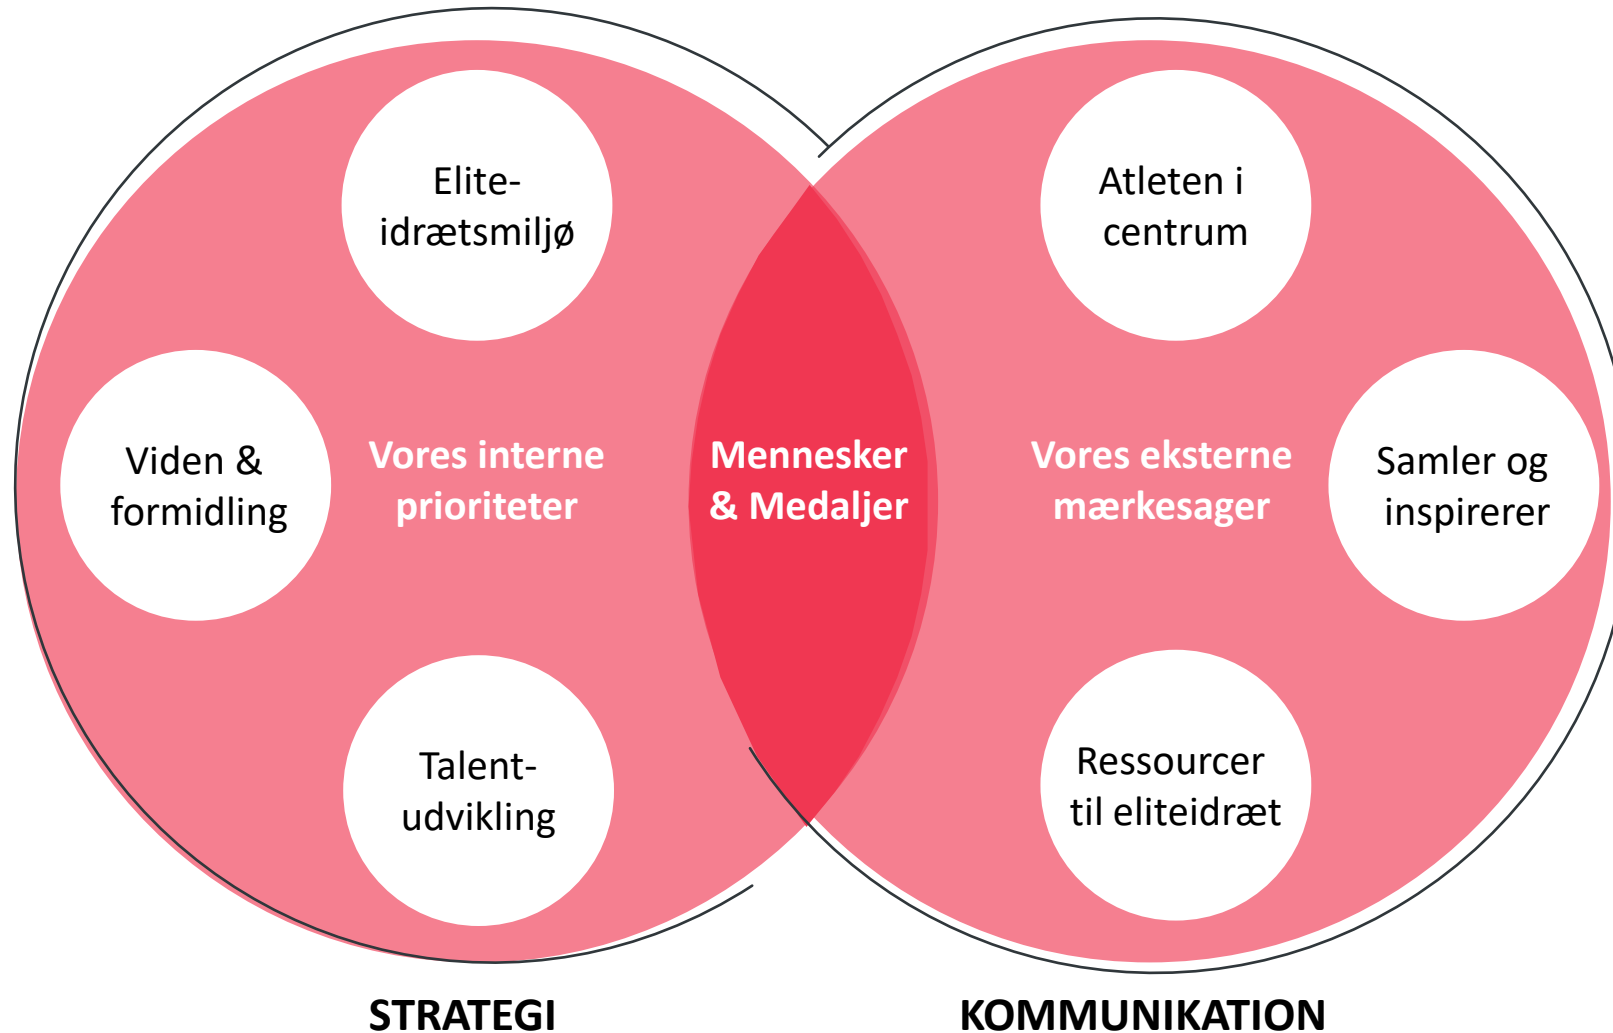 Elite-
idrætsmiljø
Viden &
formidling
Vores interne
prioriteter
Talent-
udvikling
Mennesker
& Medaljer
Atleten i
centrum
Vores eksterne
mærkesager
Samler og
inspirerer
Ressourcer
til eliteidræt
STRATEGI
KOMMUNIKATION